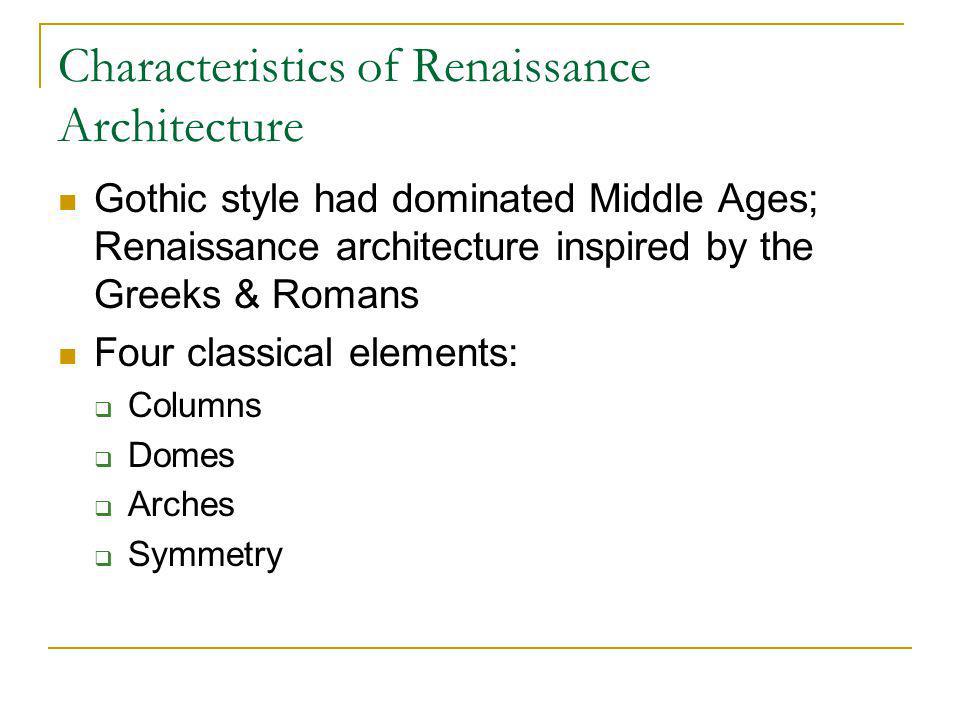 Characteristics of Renaissance
Architecture
Gothic style had dominated Middle Ages;
Renaissance architecture inspired by the
Greeks & Romans
Four classical elements:
Columns
Domes
Arches
Symmetry